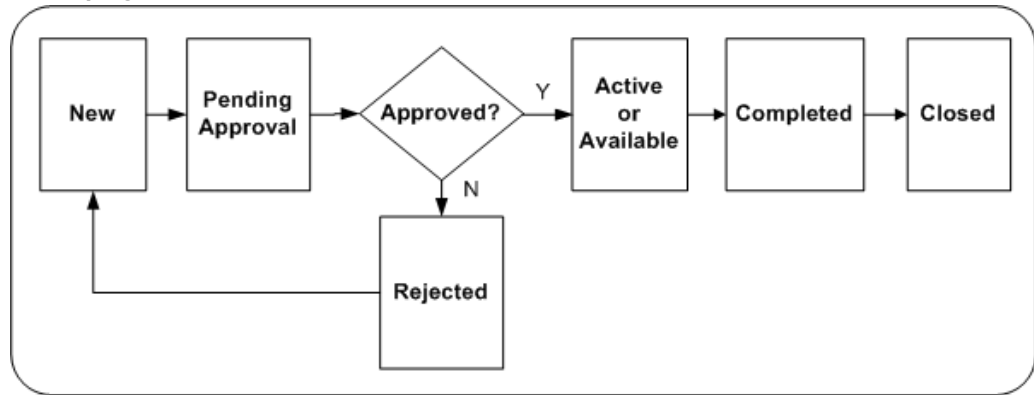 New
Pending
Approval
Approved?
Y
Active
or
Available
Completed
Closed
N
Rejected